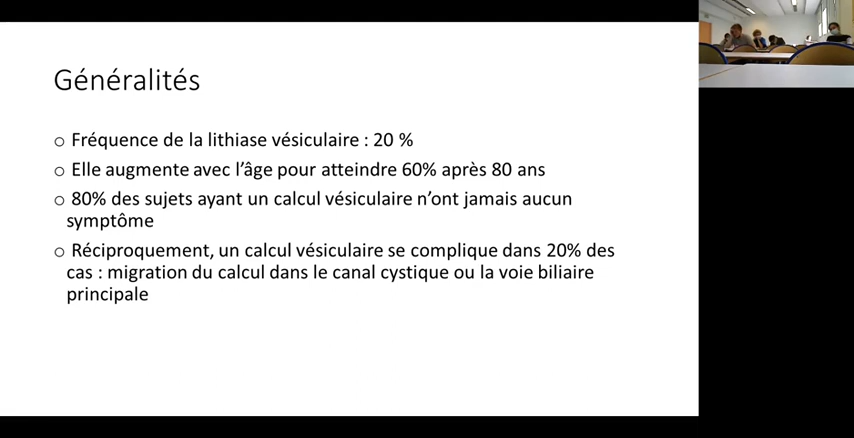 Généralités
o Fréquence de la lithiase vésiculaire : 20 %
o Elle augmente avec l’âge pour atteindre 60% après 80 ans
o 80% des sujets ayant un calcul vésiculaire n’ont jamais aucun
symptôme
o Réciproquement, un calcul vésiculaire se complique dans 20% des
cas : migration du calcul dans le canal cystique ou la voie biliaire
principale